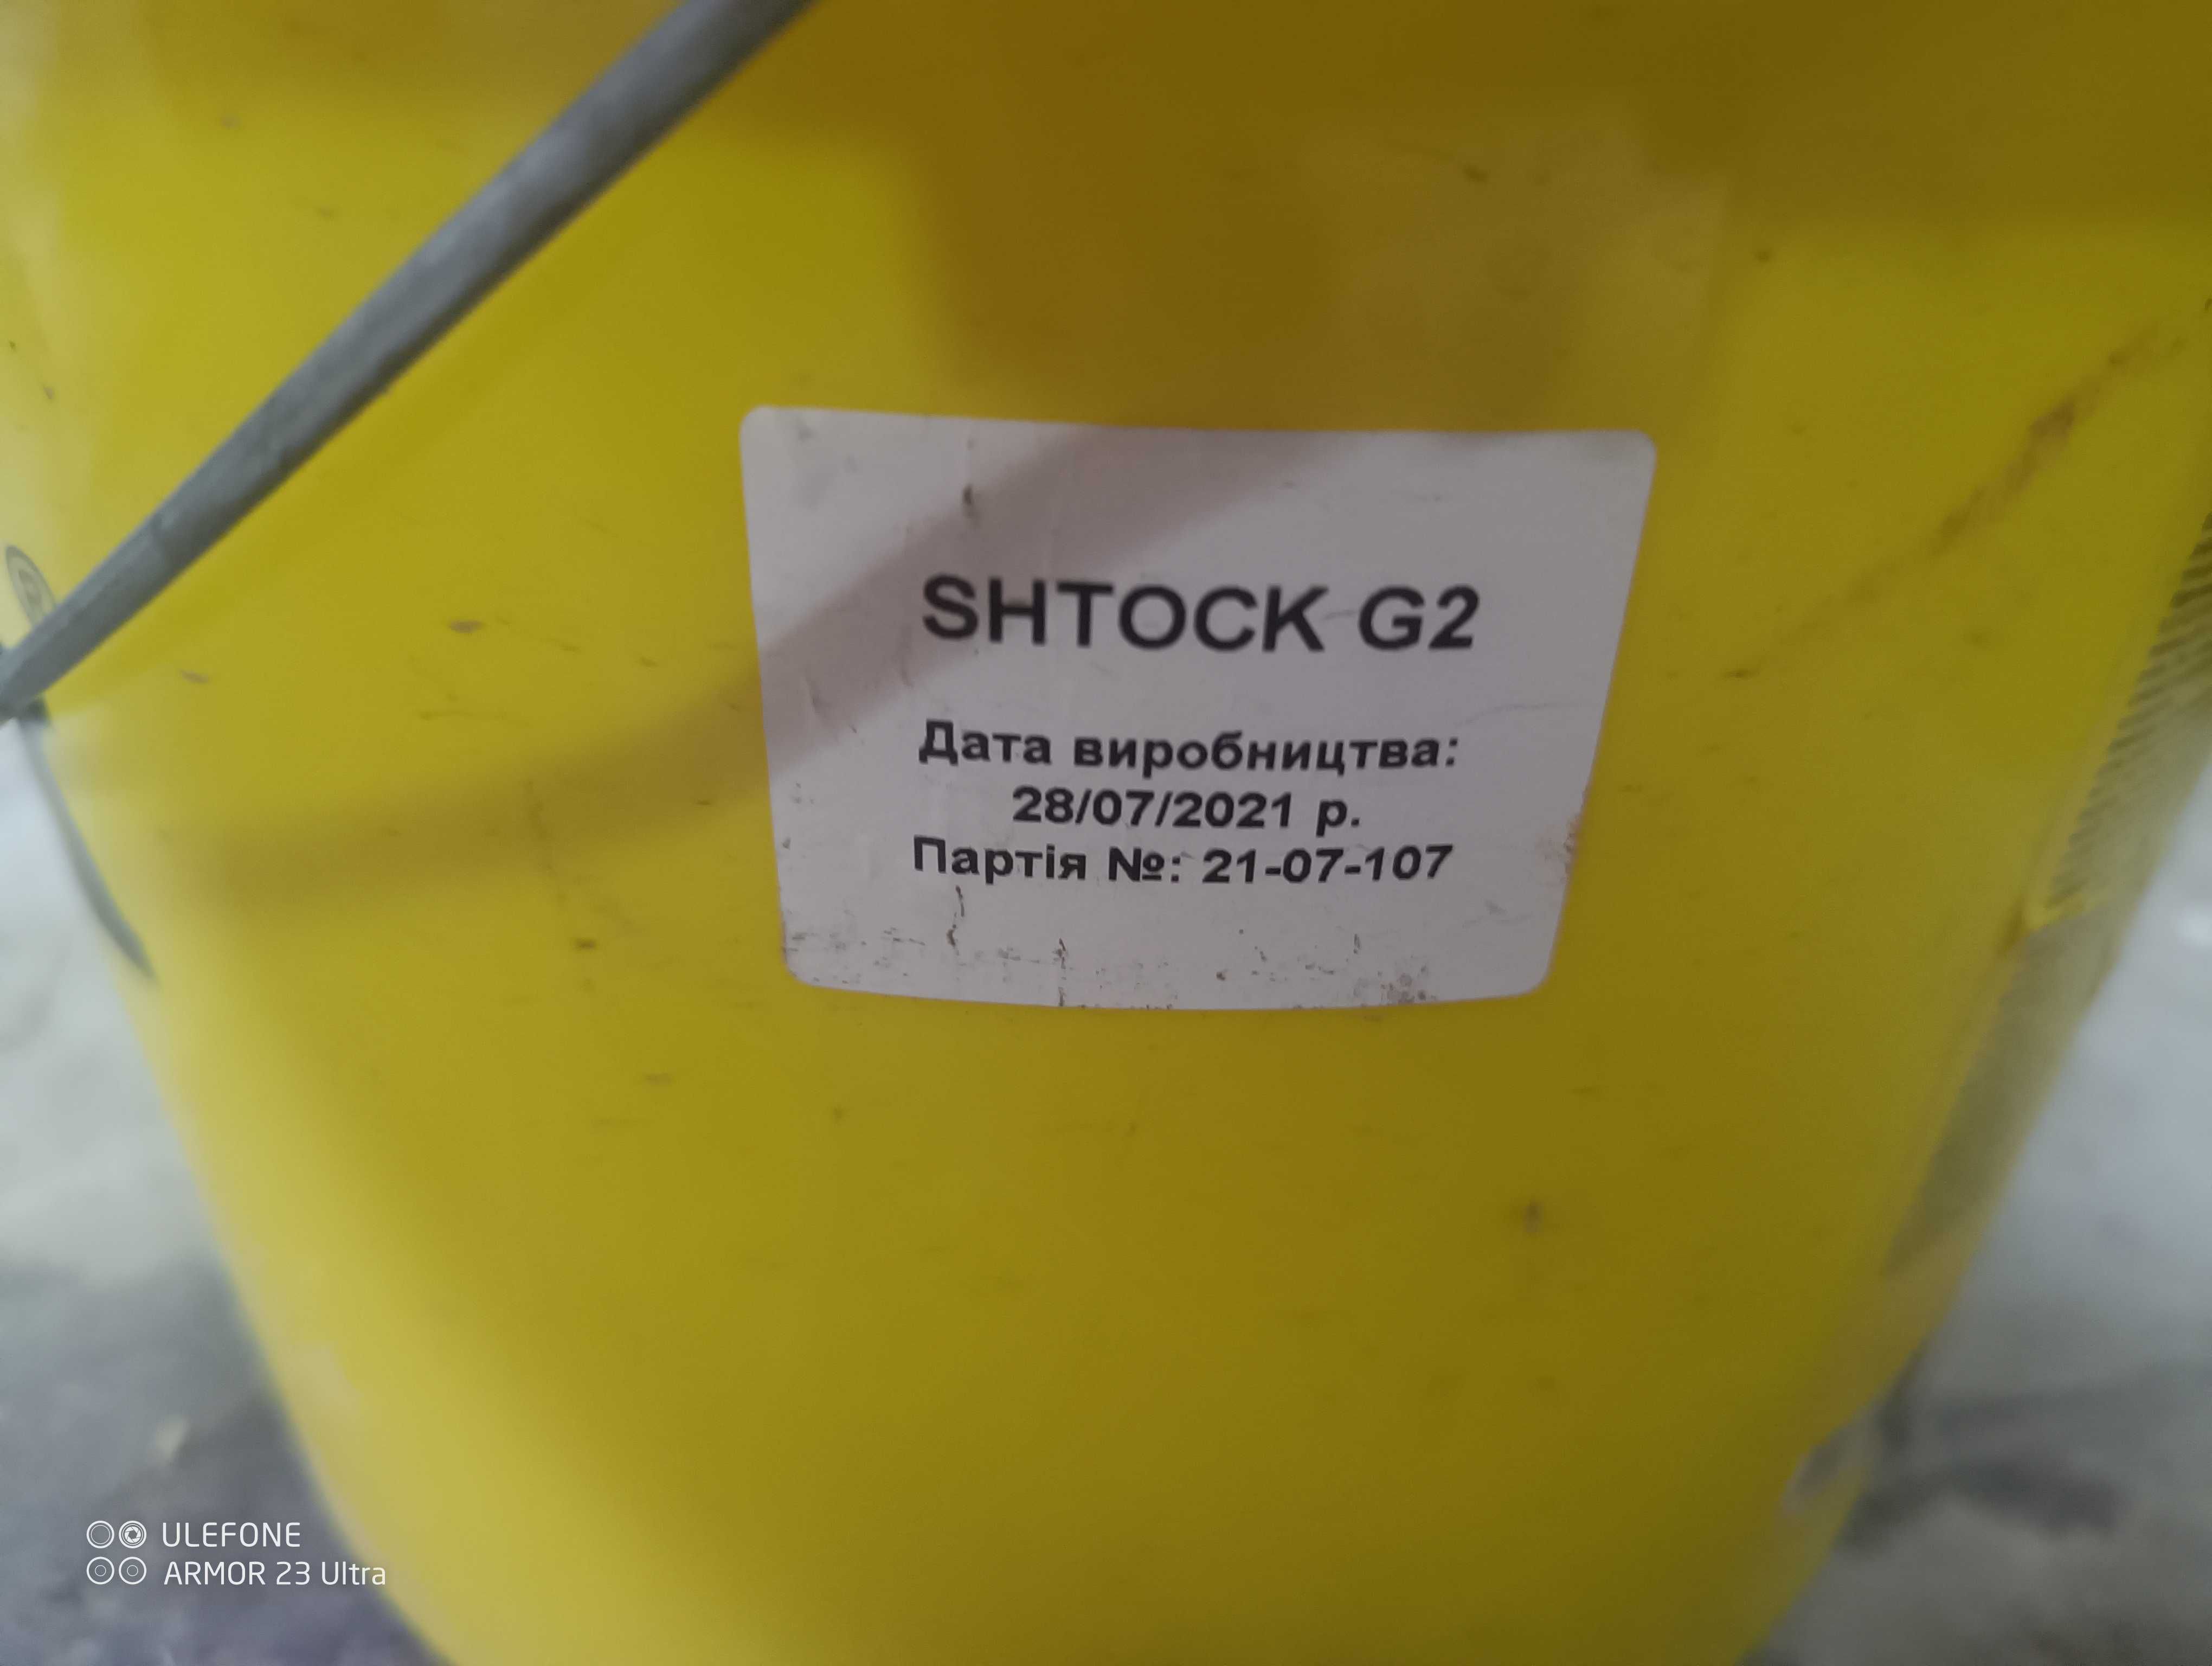 SHTOCK G2
Дата виробництва:
28/07/2021 р.
Партія №: 21-07-107
ULEFONE
ARMOR 23 Ultra